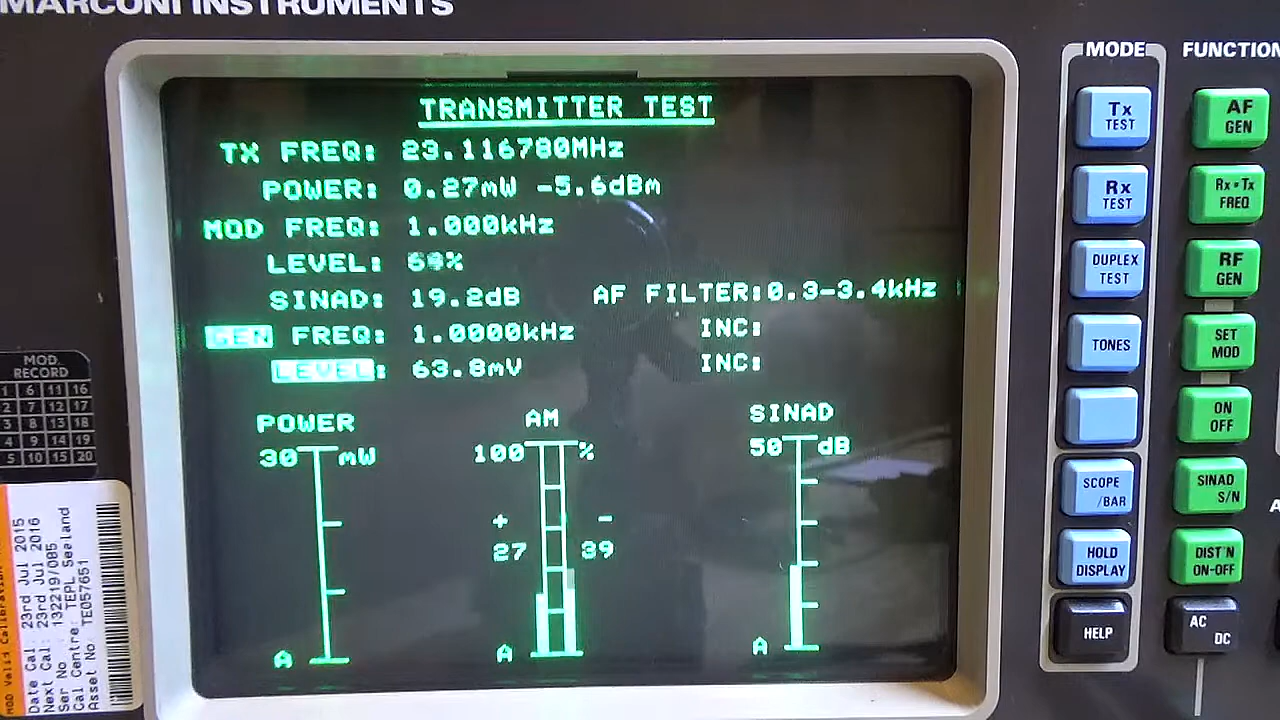 MARCONI INSTRUMENTS
TRANSMITTER TEST
TX FREQ: 23.116780MHz
POWER: 0.27mW -5.6dBm
MOD FREQ: 1.000kHz
LEVEL: %
SINAD: 19.2dB AF FILTER:0.3-3.4kHz
GEN FREQ: 1.0000kHz INC:
LEVEL: 63.8mV INC:
POWER
30 mW
A
AM
100 %
+ -
27 39
A
SINAD
50 dB
A
MODE
Tx TEST
Rx TEST
DUPLEX TEST
TONES
SCOPE /BAR
HOLD DISPLAY
HELP
FUNCTION
AF GEN
Rx=Tx FREQ
RF GEN
SET MOD
ON OFF
SINAD S/N
DIST'N ON-OFF
AC DC
MOD. RECORD
1 6 11 16
2 7 12 17
3 8 13 18
4 9 14 19
5 10 15 20
MOD Valid Calibration
Date Cal : 23rd Jul 2015
Next Cal : 23rd Jul 2016
Ser No : 132219/085
Cal Centre: TEPL Sealand
Asset No : TE057651